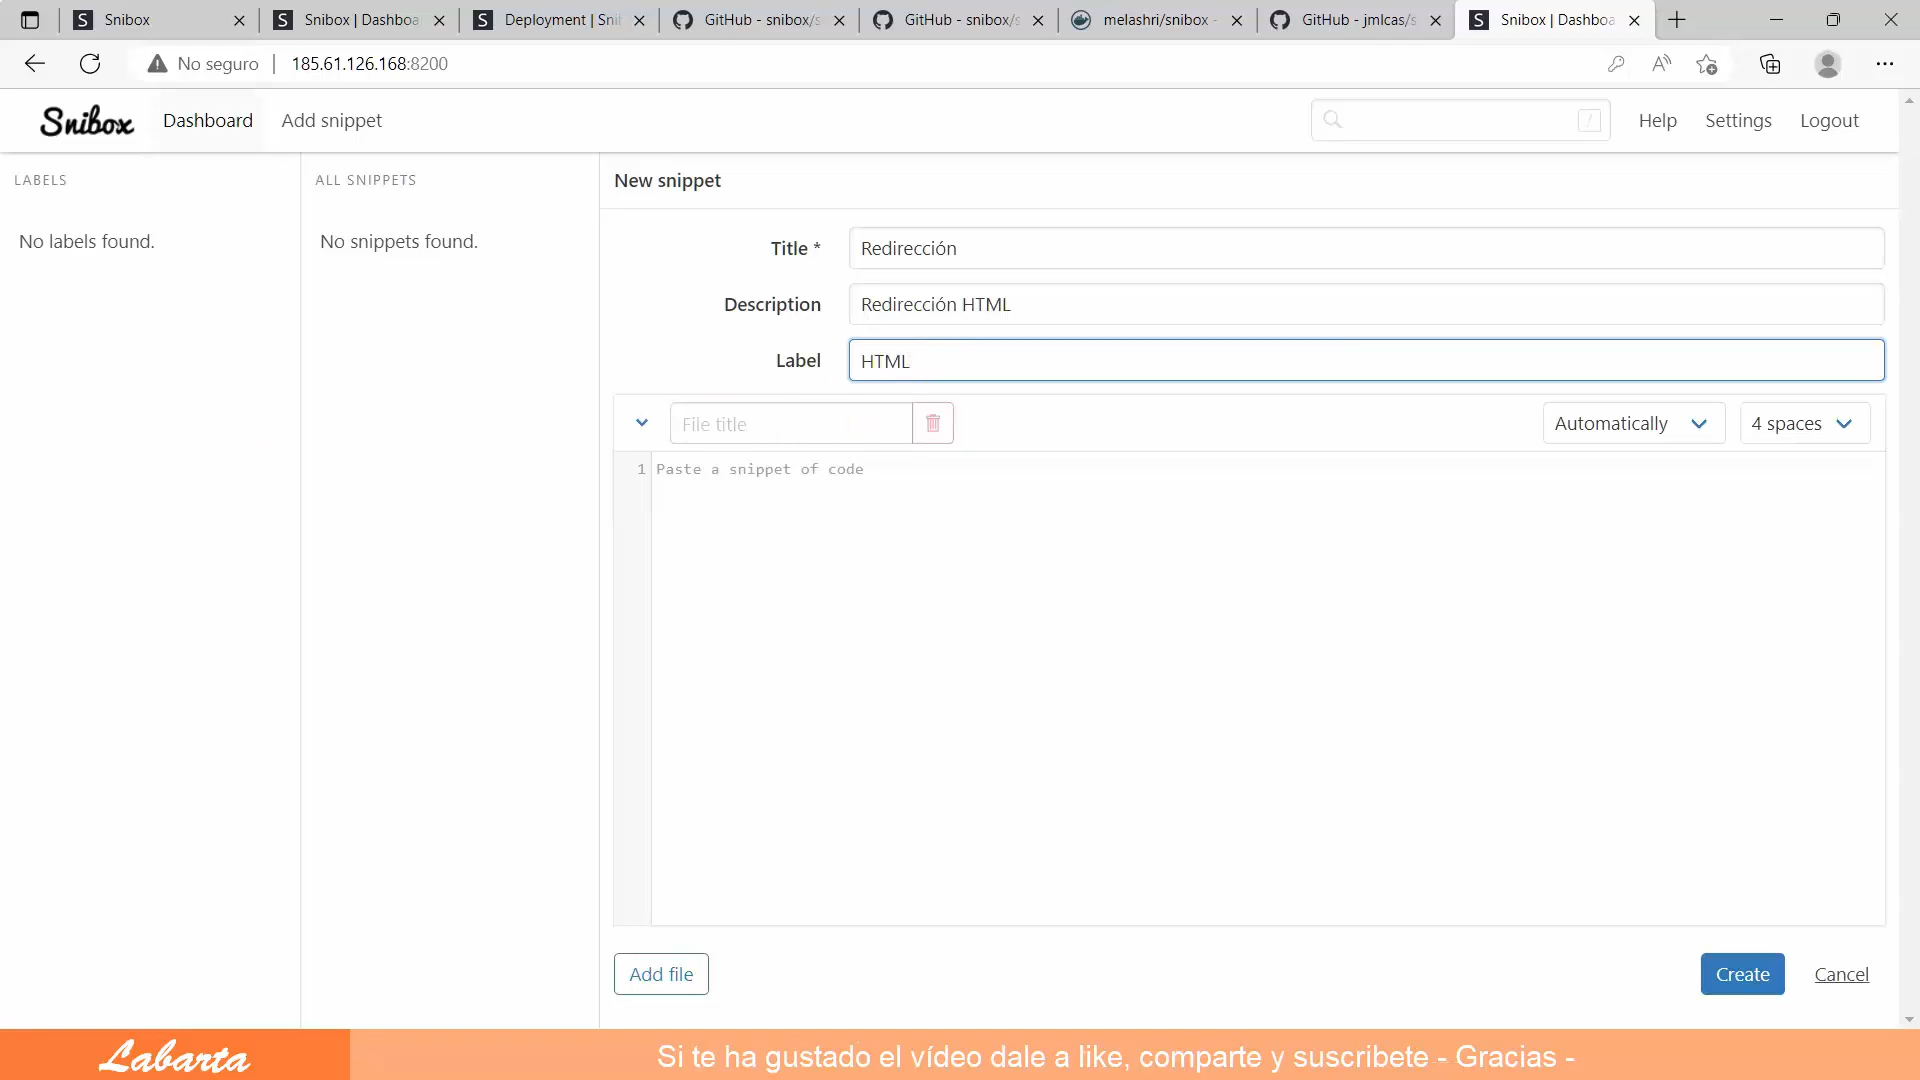 Snibox
Snibox | Dashboa
Deployment | Sni
GitHub - snibox/s
GitHub - snibox/s
melashri/snibox -
GitHub - jmlcas/s
Snibox | Dashboa
No seguro
185.61.126.168:8200
Snibox
Dashboard
Add snippet
/
Help
Settings
Logout
LABELS
ALL SNIPPETS
New snippet
No labels found.
No snippets found.
Title *
Redirección
Description
Redirección HTML
Label
HTML
File title
Automatically
4 spaces
1
Paste a snippet of code
Add file
Create
Cancel
Labarta
Si te ha gustado el vídeo dale a like, comparte y suscribete - Gracias -